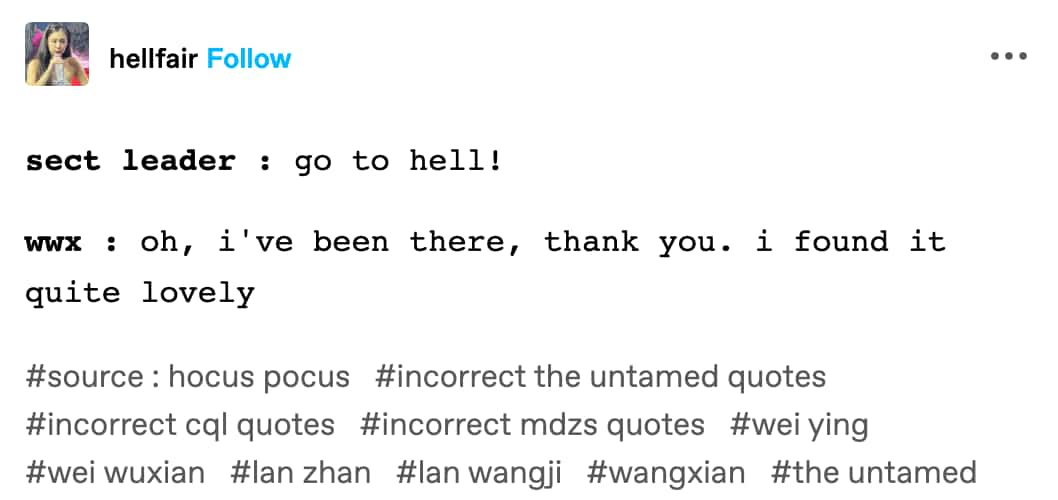 hellfair Follow
sect leader : go to hell!
wwx : oh, i've been there, thank you. i found it
quite lovely
#source : hocus pocus #incorrect the untamed quotes
#incorrect cql quotes #incorrect mdzs quotes #wei ying
#wei wuxian #lan zhan #lan wangji #wangxian #the untamed